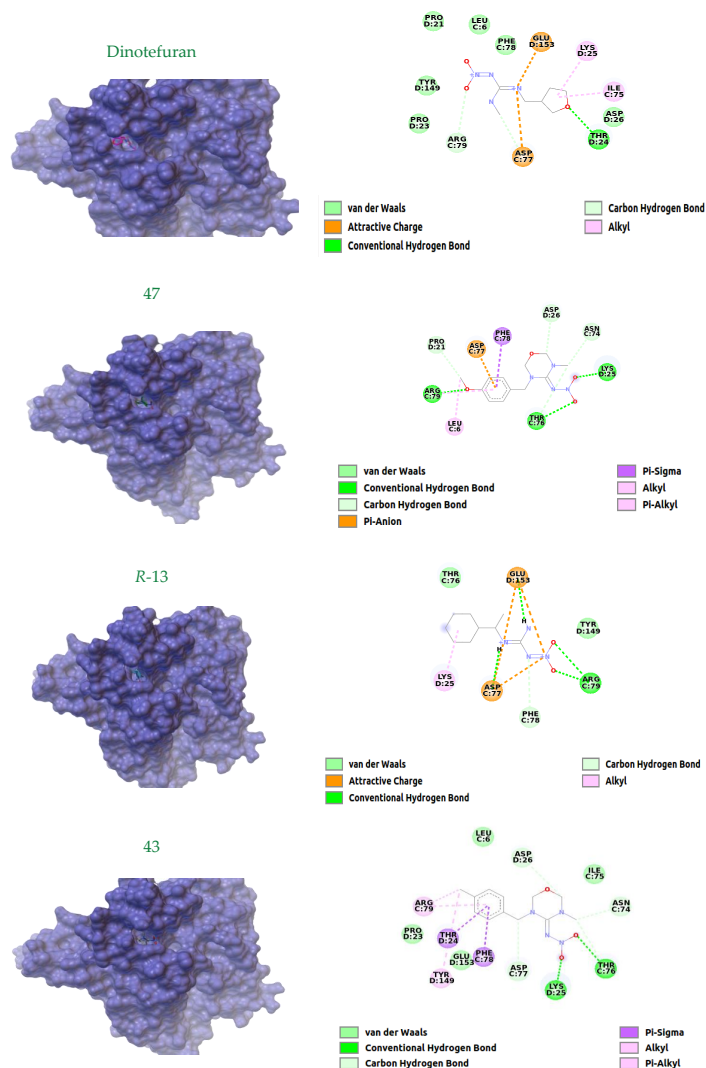 Dinotefuran
PRO
D:21
LEU
C:6
PHE
C:78
GLU
D:153
LYS
D:25
TYR
D:149
ILE
C:75
PRO
C:23
ASP
D:26
THR
D:24
ARG
C:79
ASP
C:77
O
O
N
N
N
N
N
O
van der Waals
Attractive Charge
Conventional Hydrogen Bond
Carbon Hydrogen Bond
Alkyl
47
ASP
D:26
ASN
C:74
PHE
C:78
ASP
C:77
PRO
D:21
LYS
D:25
ARG
C:79
THR
C:76
LEU
C:6
O
O
N
N
N
N
O
O
van der Waals
Conventional Hydrogen Bond
Carbon Hydrogen Bond
Pi-Anion
Pi-Sigma
Alkyl
Pi-Alkyl
R-13
THR
C:76
GLU
D:153
TYR
D:149
LYS
D:25
ASP
C:77
ARG
C:79
PHE
C:78
H
N
N
H
N
N
O
O
van der Waals
Attractive Charge
Conventional Hydrogen Bond
Carbon Hydrogen Bond
Alkyl
43
LEU
C:6
ASP
D:26
ILE
C:75
ARG
C:79
ASN
C:74
PRO
D:23
THR
D:24
GLU
D:153
PHE
C:78
TYR
D:149
ASP
C:77
LYS
D:25
THR
C:76
O
N
N
N
N
O
O
van der Waals
Conventional Hydrogen Bond
Carbon Hydrogen Bond
Pi-Sigma
Alkyl
Pi-Alkyl